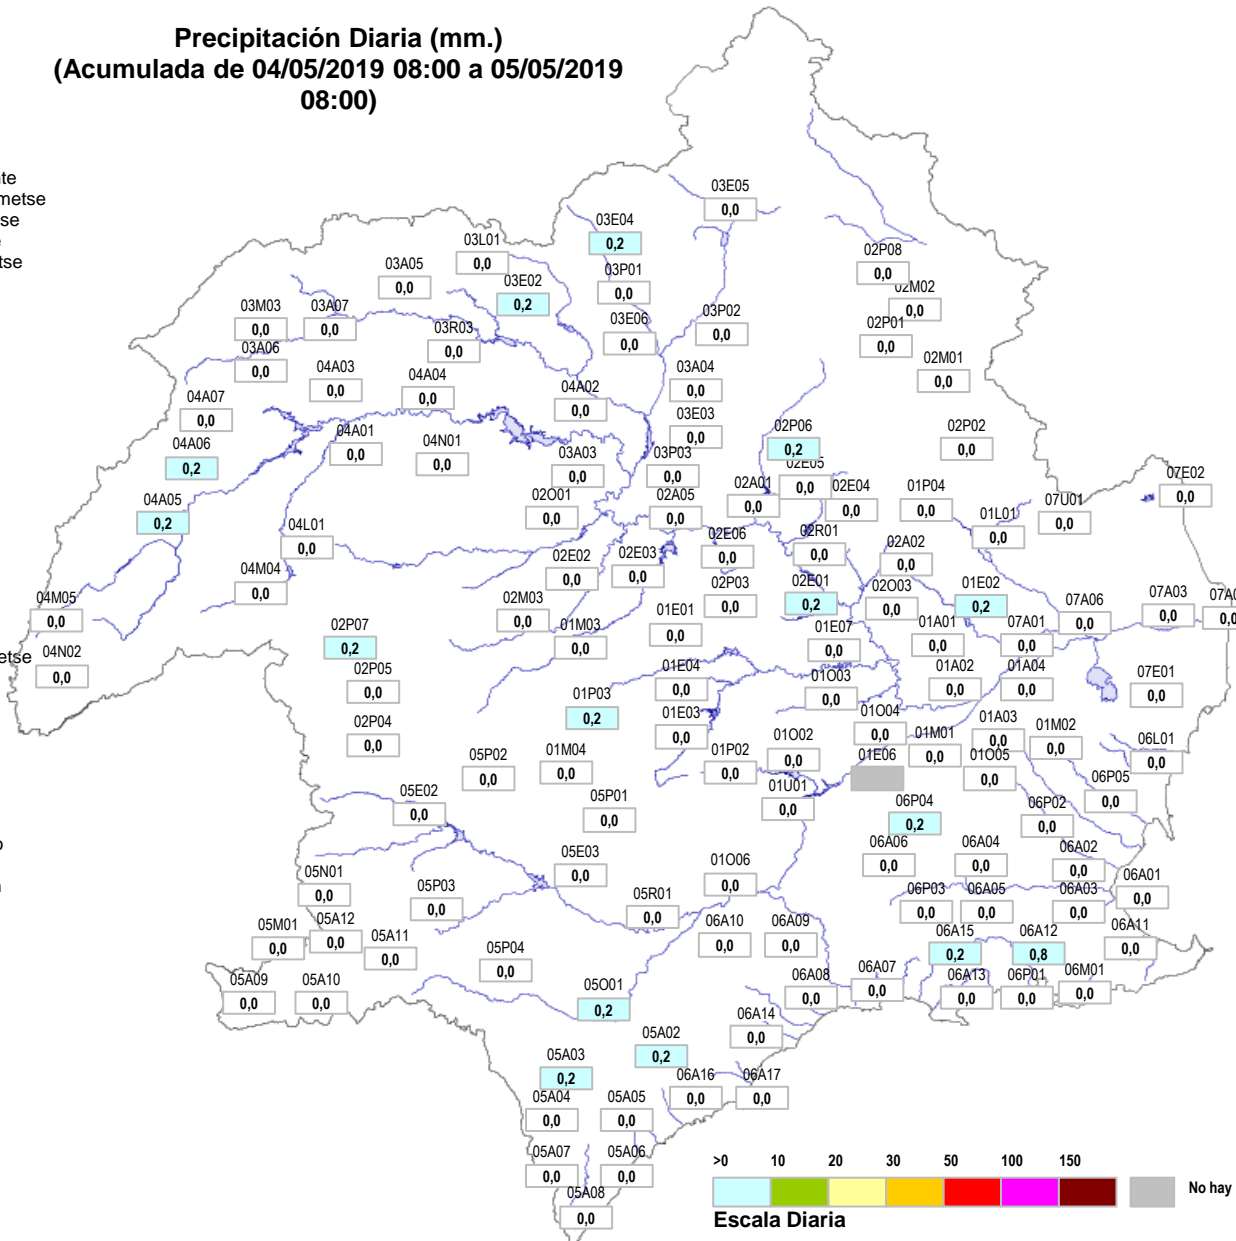 Precipitación Diaria (mm.)
(Acumulada de 04/05/2019 08:00 a 05/05/2019
08:00)
te
metse
se
e
tse
03E05
0,0
03E04
0,2
03L01
0,0
02P08
0,0
03A05
0,0
03P01
0,0
03E02
0,2
02M02
0,0
03M03
0,0
03A07
0,0
03P02
0,0
03E06
0,0
03R03
0,0
02P01
0,0
03A06
0,0
02M01
0,0
04A03
0,0
04A04
0,0
03A04
0,0
04A02
0,0
04A07
0,0
03E03
0,0
02P06
0,2
02P02
0,0
04A01
0,0
04N01
0,0
04A06
0,2
03A03
0,0
03P03
0,0
02E05
0,0
07E02
0,0
02A01
0,0
02E04
0,0
01P04
0,0
04A05
0,2
02O01
0,0
02A05
0,0
07U01
0,0
01L01
0,0
04L01
0,0
02E06
0,0
02R01
0,0
02A02
0,0
02E02
0,0
02E03
0,0
04M04
0,0
02P03
0,0
02E01
0,2
02O03
0,0
01E02
0,2
07A03
0,0
07A0
0,0
04M05
0,0
02M03
0,0
01E01
0,0
07A06
0,0
02P07
0,2
01M03
0,0
01E07
0,0
01A01
0,0
07A01
0,0
etse
04N02
0,0
02P05
0,0
01E04
0,0
01O03
0,0
01A02
0,0
01A04
0,0
07E01
0,0
01P03
0,2
01E03
0,0
01O04
0,0
01A03
0,0
01M02
0,0
02P04
0,0
01O02
0,0
01M01
0,0
06L01
0,0
05P02
0,0
01M04
0,0
01P02
0,0
01E06
01O05
0,0
06P05
0,0
05E02
0,0
05P01
0,0
01U01
0,0
06P04
0,2
06P02
0,0
o
05E03
0,0
01O06
0,0
06A06
0,0
06A04
0,0
06A02
0,0
n
05N01
0,0
05P03
0,0
05R01
0,0
06P03
0,0
06A05
0,0
06A03
0,0
06A01
0,0
05M01
0,0
05A12
0,0
05A11
0,0
06A10
0,0
06A09
0,0
06A15
0,2
06A12
0,8
06A11
0,0
05P04
0,0
05A09
0,0
05A10
0,0
05O01
0,2
06A08
0,0
06A07
0,0
06A13
0,0
06P01
0,0
06M01
0,0
06A14
0,0
05A02
0,2
05A03
0,2
06A16
0,0
06A17
0,0
05A04
0,0
05A05
0,0
05A07
0,0
05A06
0,0
05A08
0,0
>0 10 20 30 50 100 150
No hay
Escala Diaria